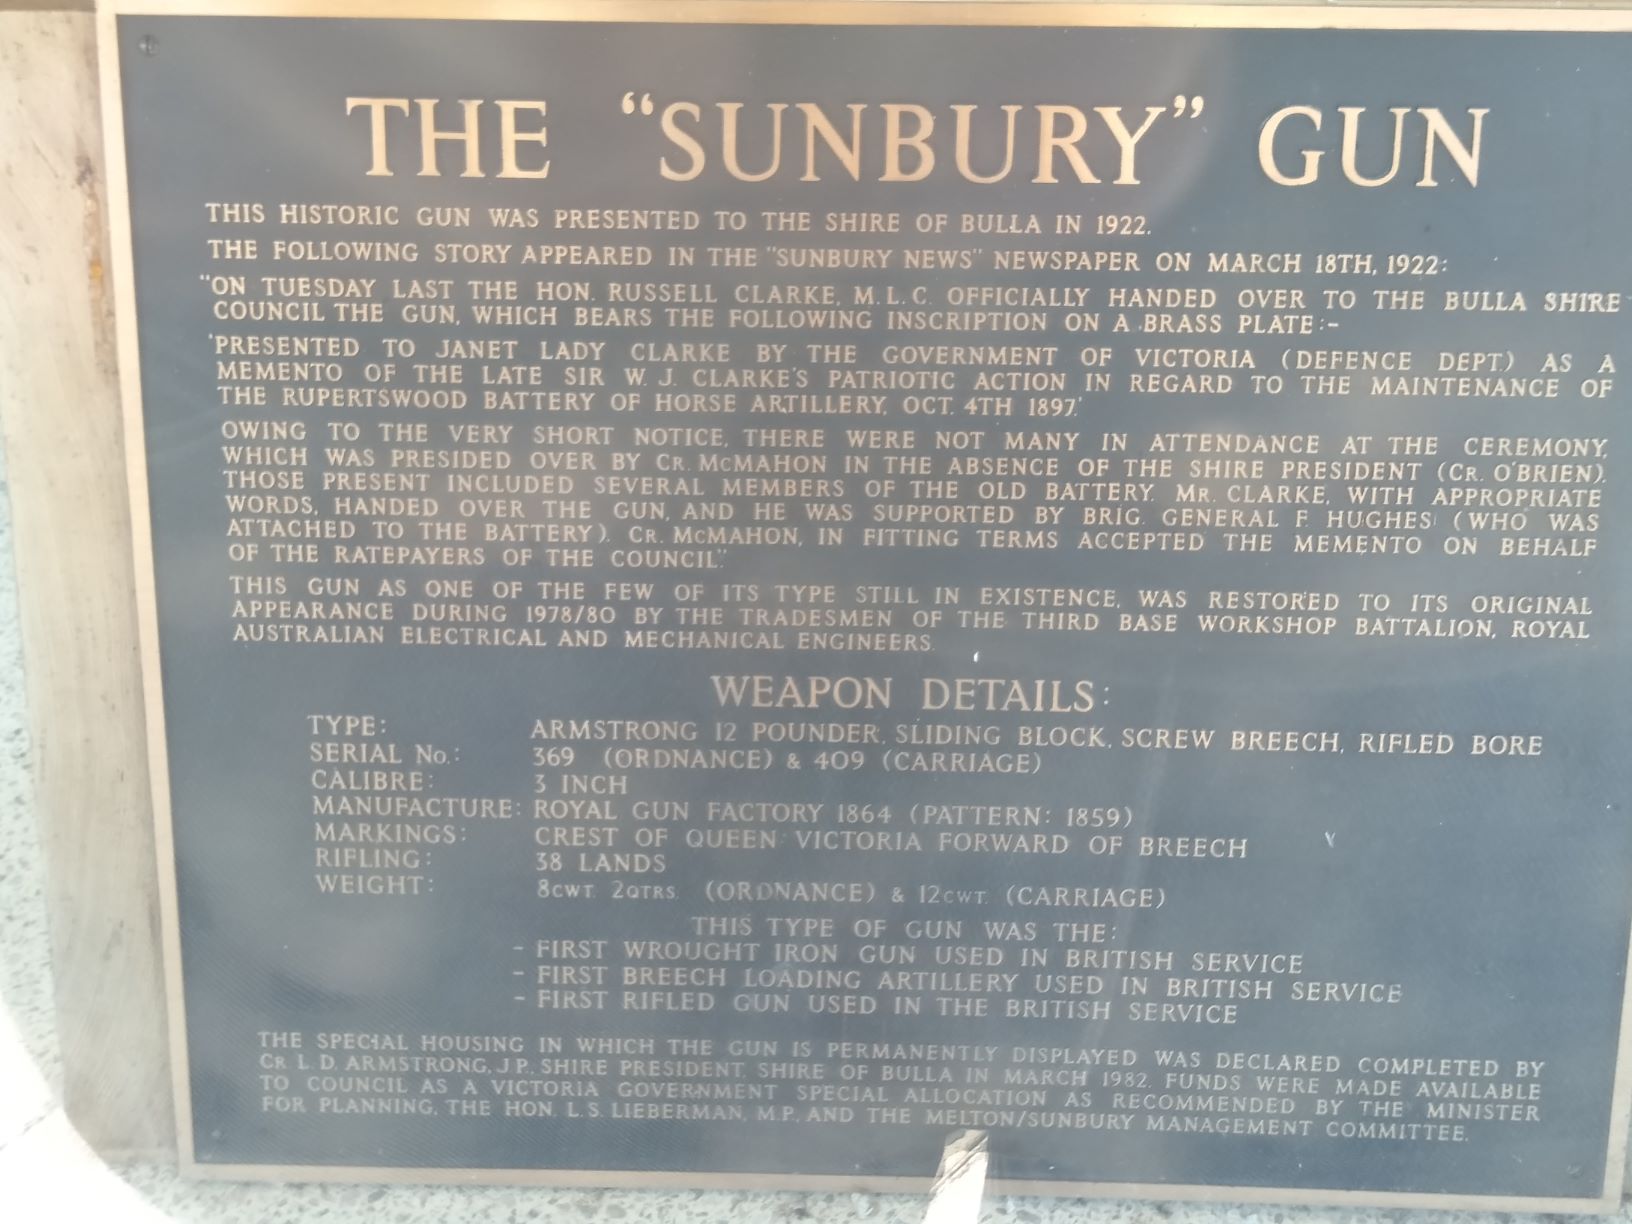 THE "SUNBURY" GUN
THIS HISTORIC GUN WAS PRESENTED TO THE SHIRE OF BULLA IN 1922.
THE FOLLOWING STORY APPEARED IN THE "SUNBURY NEWS" NEWSPAPER ON MARCH 18TH, 1922:
"ON TUESDAY LAST THE HON. RUSSELL CLARKE, M.L.C. OFFICIALLY HANDED OVER TO THE BULLA SHIRE
COUNCIL THE GUN, WHICH BEARS THE FOLLOWING INSCRIPTION ON A BRASS PLATE:-
'PRESENTED TO JANET LADY CLARKE BY THE GOVERNMENT OF VICTORIA (DEFENCE DEPT.) AS A
MEMENTO OF THE LATE SIR W. J. CLARKE'S PATRIOTIC ACTION IN REGARD TO THE MAINTENANCE OF
THE RUPERTSWOOD BATTERY OF HORSE ARTILLERY, OCT. 4TH 1897.'
OWING TO THE VERY SHORT NOTICE, THERE WERE NOT MANY IN ATTENDANCE AT THE CEREMONY,
WHICH WAS PRESIDED OVER BY CR. McMAHON IN THE ABSENCE OF THE SHIRE PRESIDENT (CR. O'BRIEN).
THOSE PRESENT INCLUDED SEVERAL MEMBERS OF THE OLD BATTERY. MR. CLARKE, WITH APPROPRIATE
WORDS, HANDED OVER THE GUN, AND HE WAS SUPPORTED BY BRIG. GENERAL F. HUGHES (WHO WAS
ATTACHED TO THE BATTERY). CR. McMAHON, IN FITTING TERMS ACCEPTED THE MEMENTO ON BEHALF
OF THE RATEPAYERS OF THE COUNCIL."
THIS GUN AS ONE OF THE FEW OF ITS TYPE STILL IN EXISTENCE, WAS RESTORED TO ITS ORIGINAL
APPEARANCE DURING 1978/80 BY THE TRADESMEN OF THE THIRD BASE WORKSHOP BATTALION, ROYAL
AUSTRALIAN ELECTRICAL AND MECHANICAL ENGINEERS.
WEAPON DETAILS:
TYPE: ARMSTRONG 12 POUNDER, SLIDING BLOCK, SCREW BREECH, RIFLED BORE
SERIAL No.: 369 (ORDNANCE) & 409 (CARRIAGE)
CALIBRE: 3 INCH
MANUFACTURE: ROYAL GUN FACTORY 1864 (PATTERN: 1859)
MARKINGS: CREST OF QUEEN VICTORIA FORWARD OF BREECH
RIFLING: 38 LANDS
WEIGHT: 8CWT. 2QTRS. (ORDNANCE) & 12CWT. (CARRIAGE)
THIS TYPE OF GUN WAS THE:
- FIRST WROUGHT IRON GUN USED IN BRITISH SERVICE
- FIRST BREECH LOADING ARTILLERY USED IN BRITISH SERVICE
- FIRST RIFLED GUN USED IN THE BRITISH SERVICE
THE SPECIAL HOUSING IN WHICH THE GUN IS PERMANENTLY DISPLAYED WAS DECLARED COMPLETED BY
CR L. D. ARMSTRONG, J.P. SHIRE PRESIDENT, SHIRE OF BULLA IN MARCH 1982. FUNDS WERE MADE AVAILABLE
TO COUNCIL AS A VICTORIA GOVERNMENT SPECIAL ALLOCATION AS RECOMMENDED BY THE MINISTER
FOR PLANNING, THE HON. L.S. LIEBERMAN, M.P., AND THE MELTON/SUNBURY MANAGEMENT COMMITTEE.